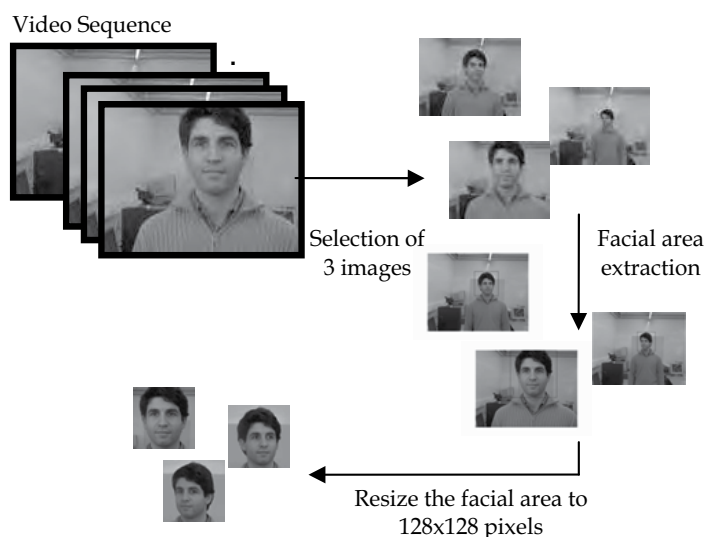 Video Sequence
Selection of
3 images
Facial area
extraction
Resize the facial area to
128x128 pixels